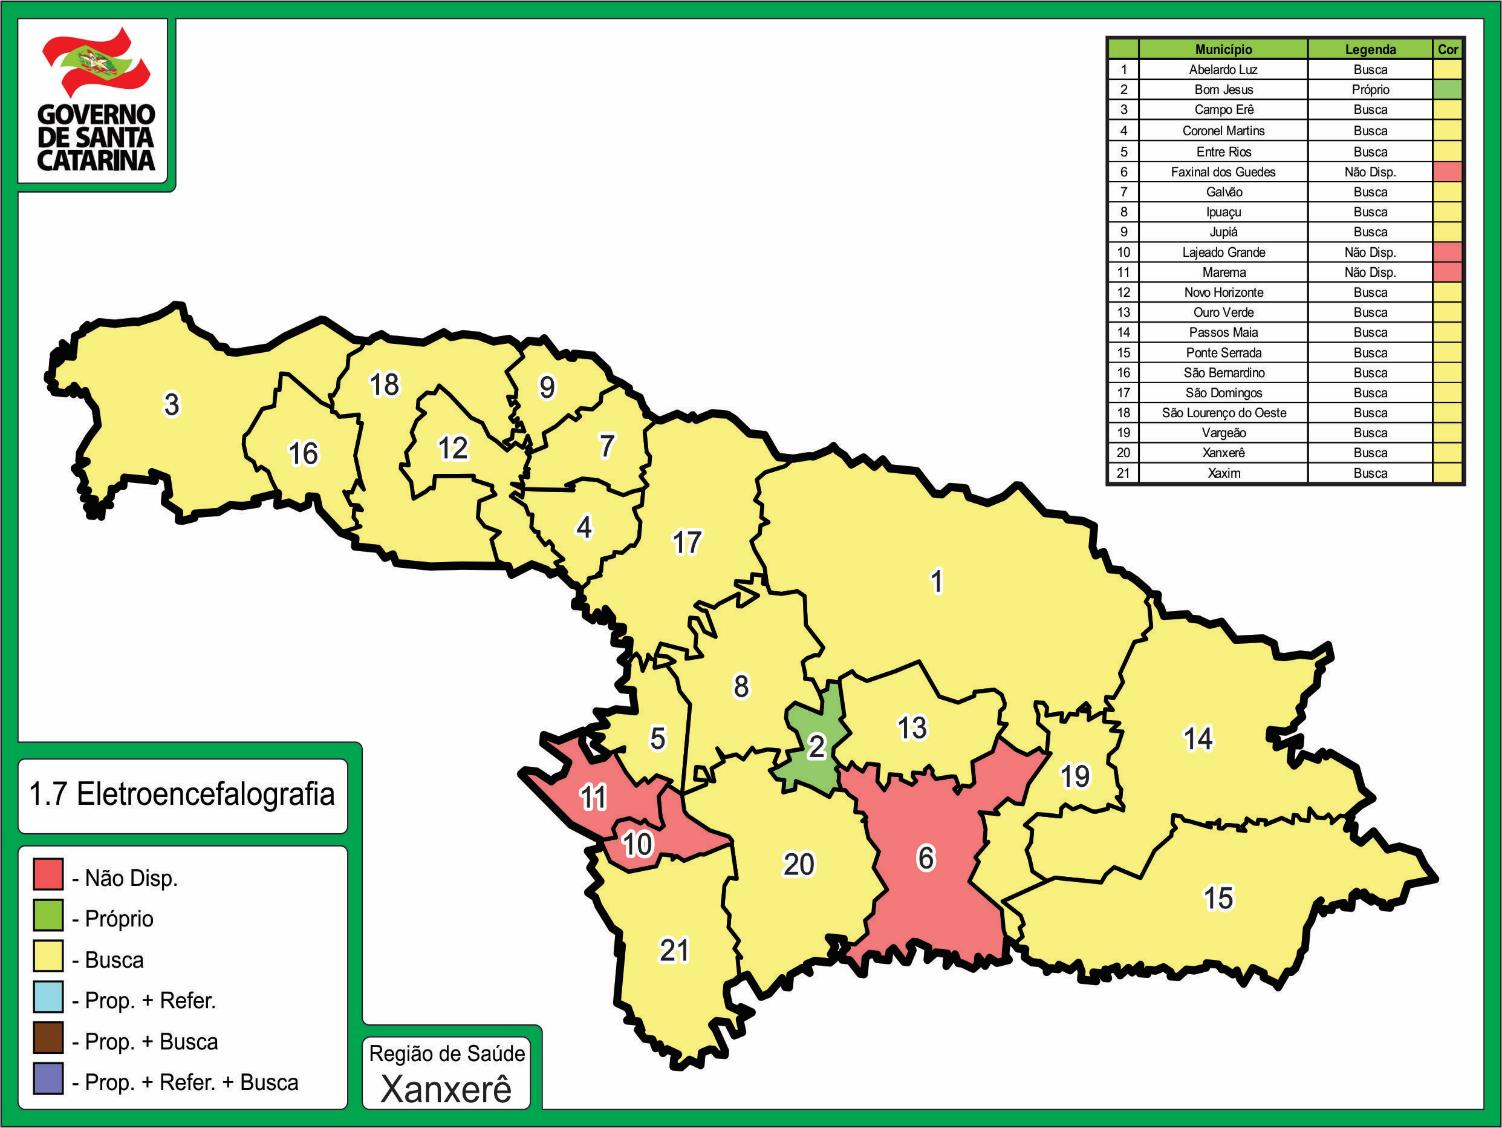 GOVERNO
DE SANTA
CATARINA
Município Legenda Cor
1 Abelardo Luz Busca
2 Bom Jesus Próprio
3 Campo Erê Busca
4 Coronel Martins Busca
5 Entre Rios Busca
6 Faxinal dos Guedes Não Disp.
7 Galvão Busca
8 Ipuaçu Busca
9 Jupiá Busca
10 Lajeado Grande Não Disp.
11 Marema Não Disp.
12 Novo Horizonte Busca
13 Ouro Verde Busca
14 Passos Maia Busca
15 Ponte Serrada Busca
16 São Bernardino Busca
17 São Domingos Busca
18 São Lourenço do Oeste Busca
19 Vargeão Busca
20 Xanxerê Busca
21 Xaxim Busca
3
18
9
16
12
7
4
17
1
8
5
2
13
14
19
11
10
20
6
15
21
1.7 Eletroencefalografia
- Não Disp.
- Próprio
- Busca
- Prop. + Refer.
- Prop. + Busca
- Prop. + Refer. + Busca
Região de Saúde
Xanxerê